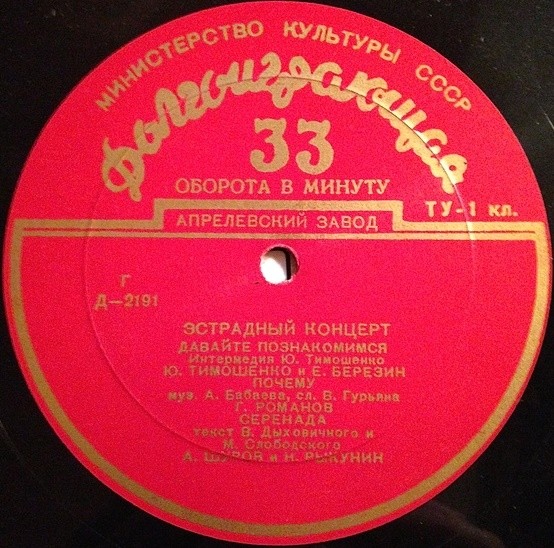 МИНИСТЕРСТВО КУЛЬТУРЫ СССР
Долгоиграющая
33
ОБОРОТА В МИНУТУ
ТУ-1 кл.
АПРЕЛЕВСКИЙ ЗАВОД
Г
Д—2191
ЭСТРАДНЫЙ КОНЦЕРТ
ДАВАЙТЕ ПОЗНАКОМИМСЯ
Интермедия Ю. Тимошенко
Ю. ТИМОШЕНКО и Е. БЕРЕЗИН
ПОЧЕМУ
муз. А. Бабаева, сл. В. Гурьяна
Г. РОМАНОВ
СЕРЕНАДА
текст В. Дыховичного и
М. Слободского
А. ШУРОВ и Н. РЫКУНИН